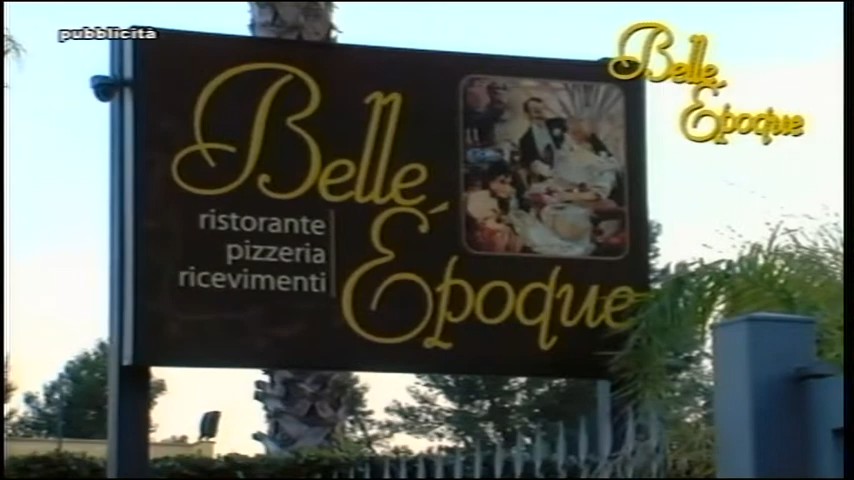 pubblicità
Belle
Époque
Belle
ristorante
pizzeria
ricevimenti
Époque